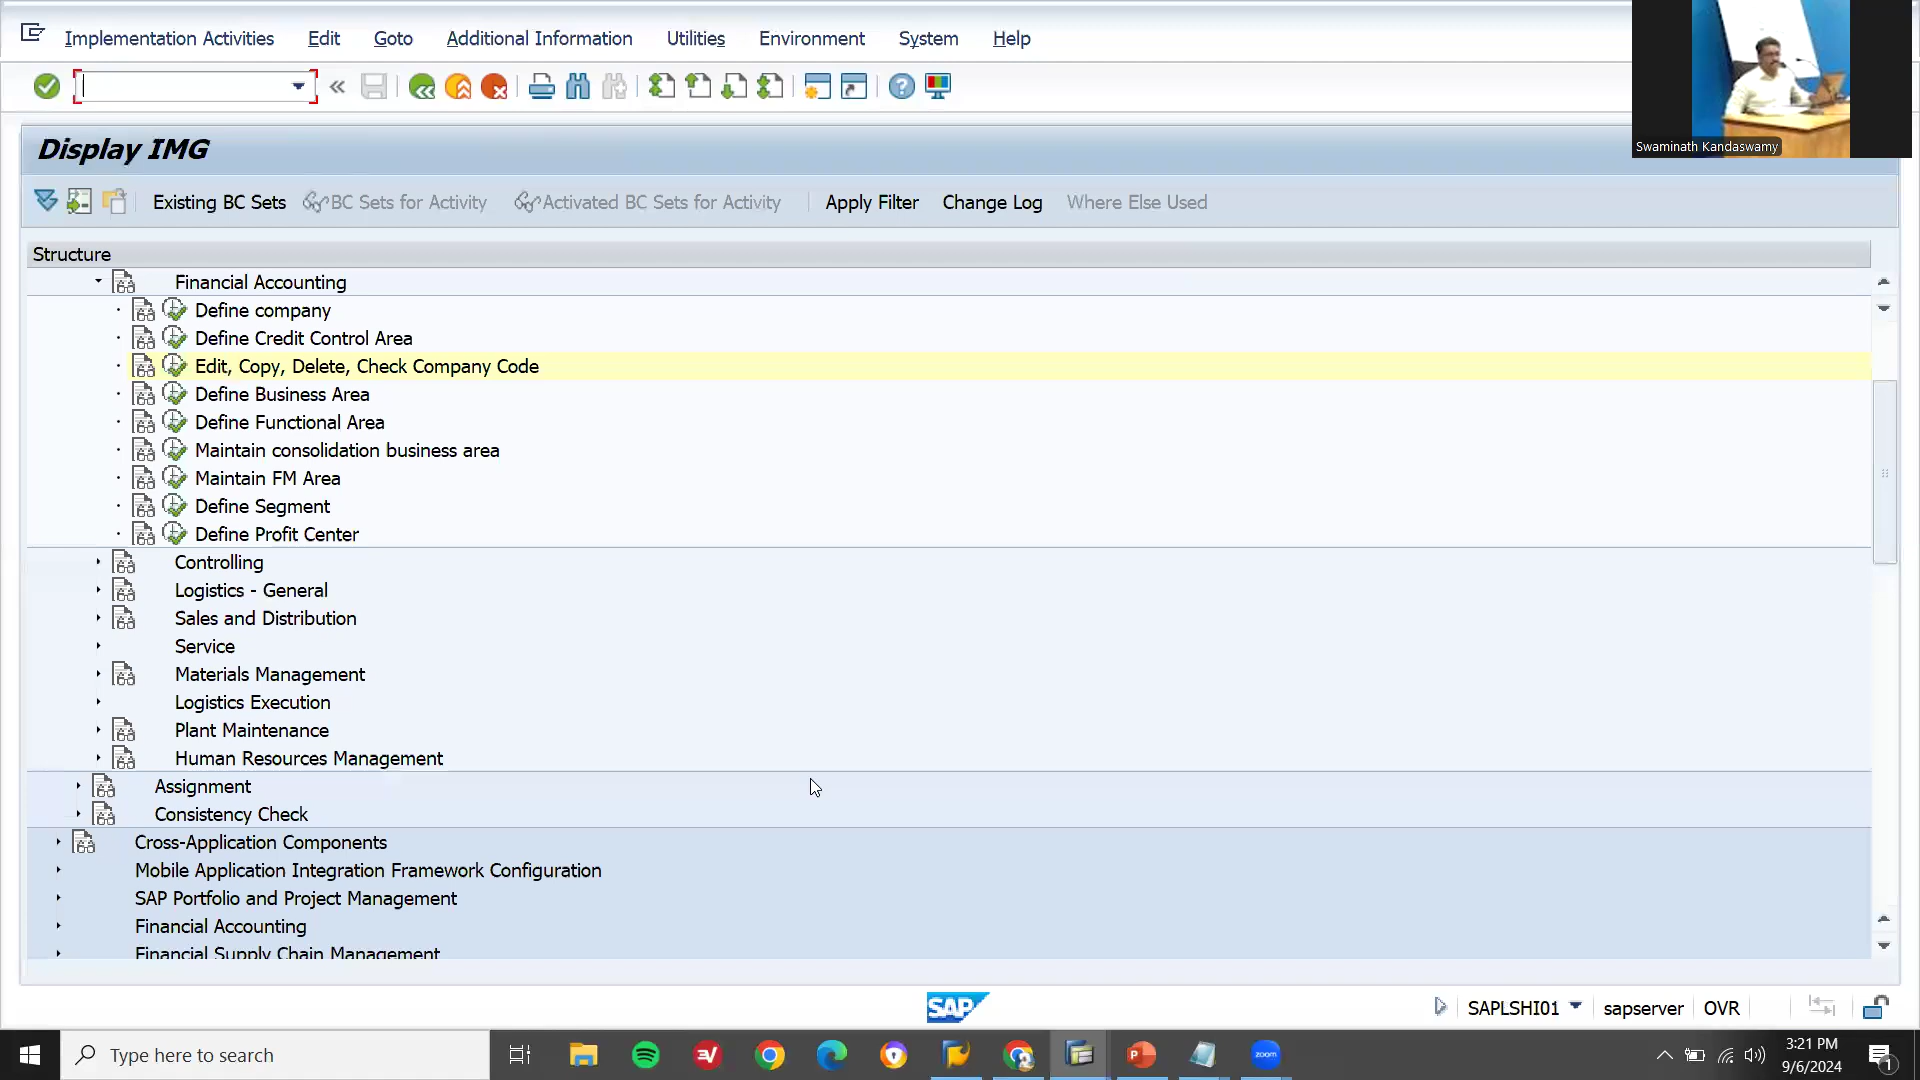 Implementation Activities Edit Goto Additional Information Utilities Environment System Help
Swaminath Kandaswamy
Display IMG
Existing BC Sets BC Sets for Activity Activated BC Sets for Activity Apply Filter Change Log Where Else Used
Structure
Financial Accounting
Define company
Define Credit Control Area
Edit, Copy, Delete, Check Company Code
Define Business Area
Define Functional Area
Maintain consolidation business area
Maintain FM Area
Define Segment
Define Profit Center
Controlling
Logistics - General
Sales and Distribution
Service
Materials Management
Logistics Execution
Plant Maintenance
Human Resources Management
Assignment
Consistency Check
Cross-Application Components
Mobile Application Integration Framework Configuration
SAP Portfolio and Project Management
Financial Accounting
Financial Supply Chain Management
SAP SAPLSHI01 sapserver OVR
Type here to search
zoom
3:21 PM
9/6/2024
1